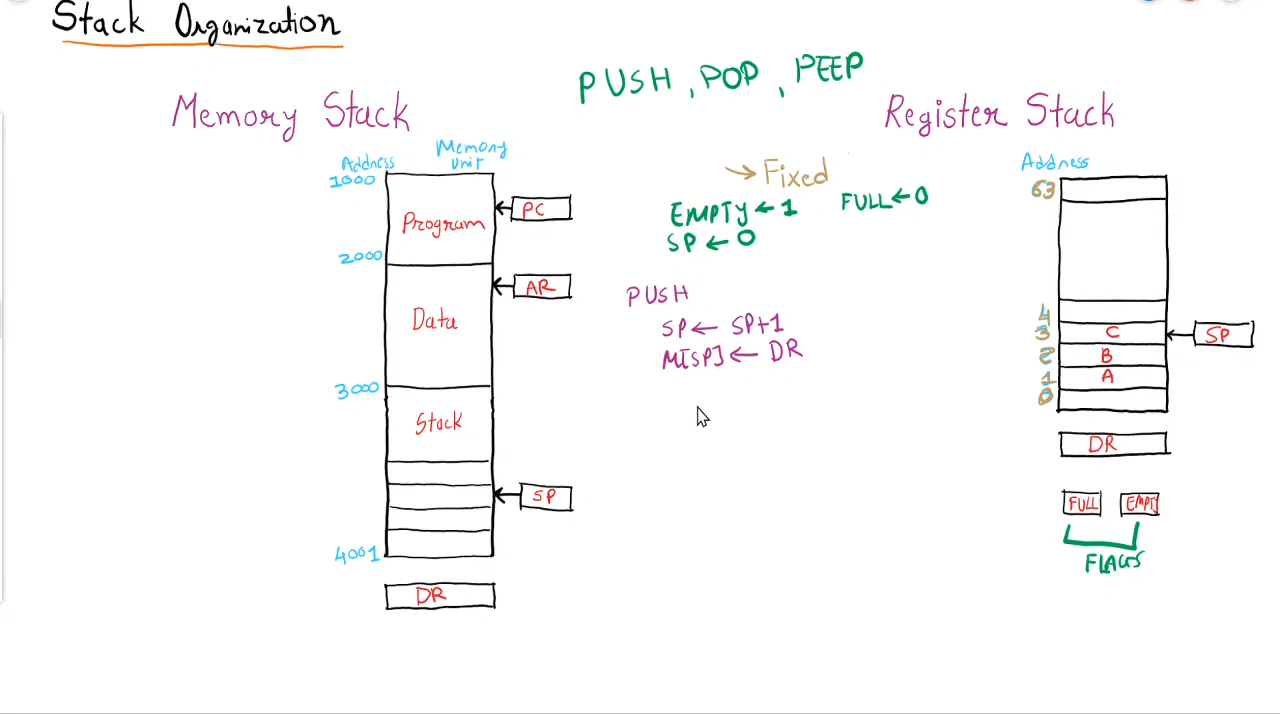 Stack Organization
PUSH, POP, PEEP
Memory Stack
Register Stack
Address
Memory unit
1000
Program
PC
2000
AR
Data
3000
Stack
SP
4001
DR
→ Fixed
EMPTY ← 1
FULL ← 0
SP ← 0
PUSH
SP ← SP+1
M[SP] ← DR
Address
63
4
3
C
SP
2
B
1
A
0
DR
FULL
EMPTY
FLAGS